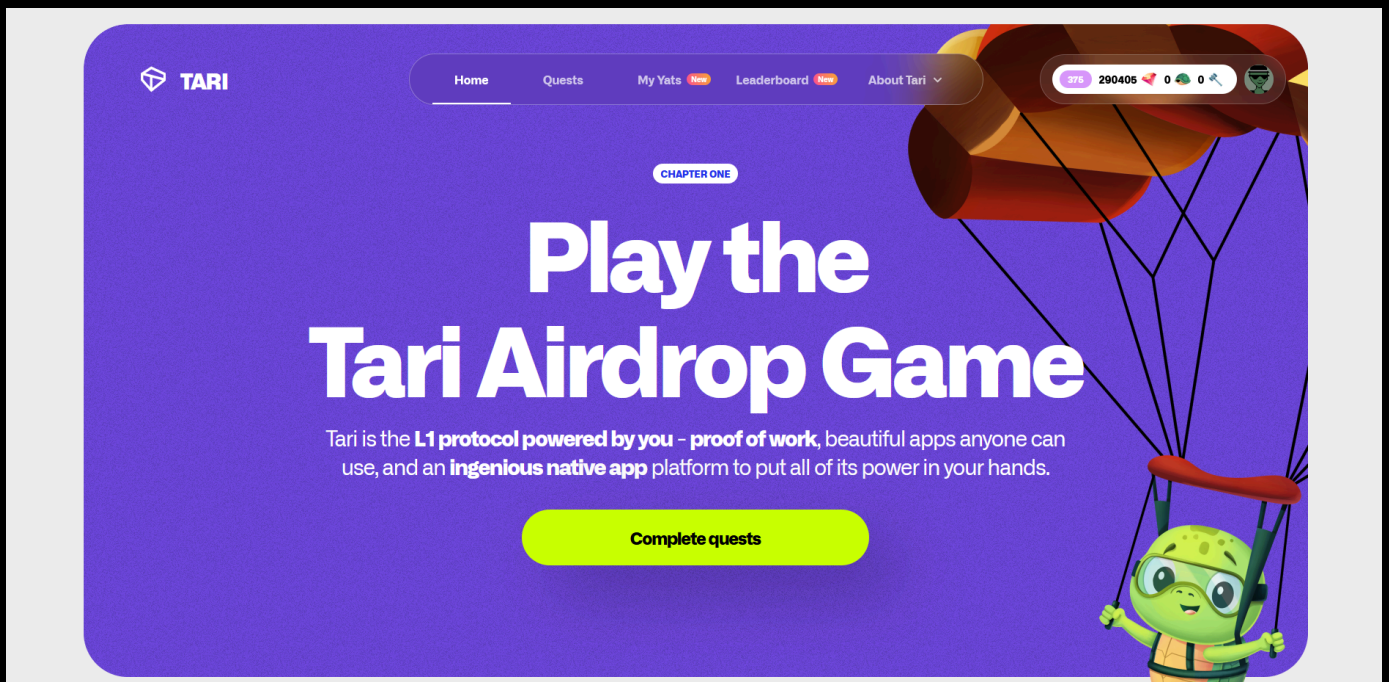 TARI
Home
Quests
My Yats New
Leaderboard New
About Tari
375 290405 0 0
CHAPTER ONE
Play the
Tari Airdrop Game
Tari is the L1 protocol powered by you - proof of work, beautiful apps anyone can
use, and an ingenious native app platform to put all of its power in your hands.
Complete quests